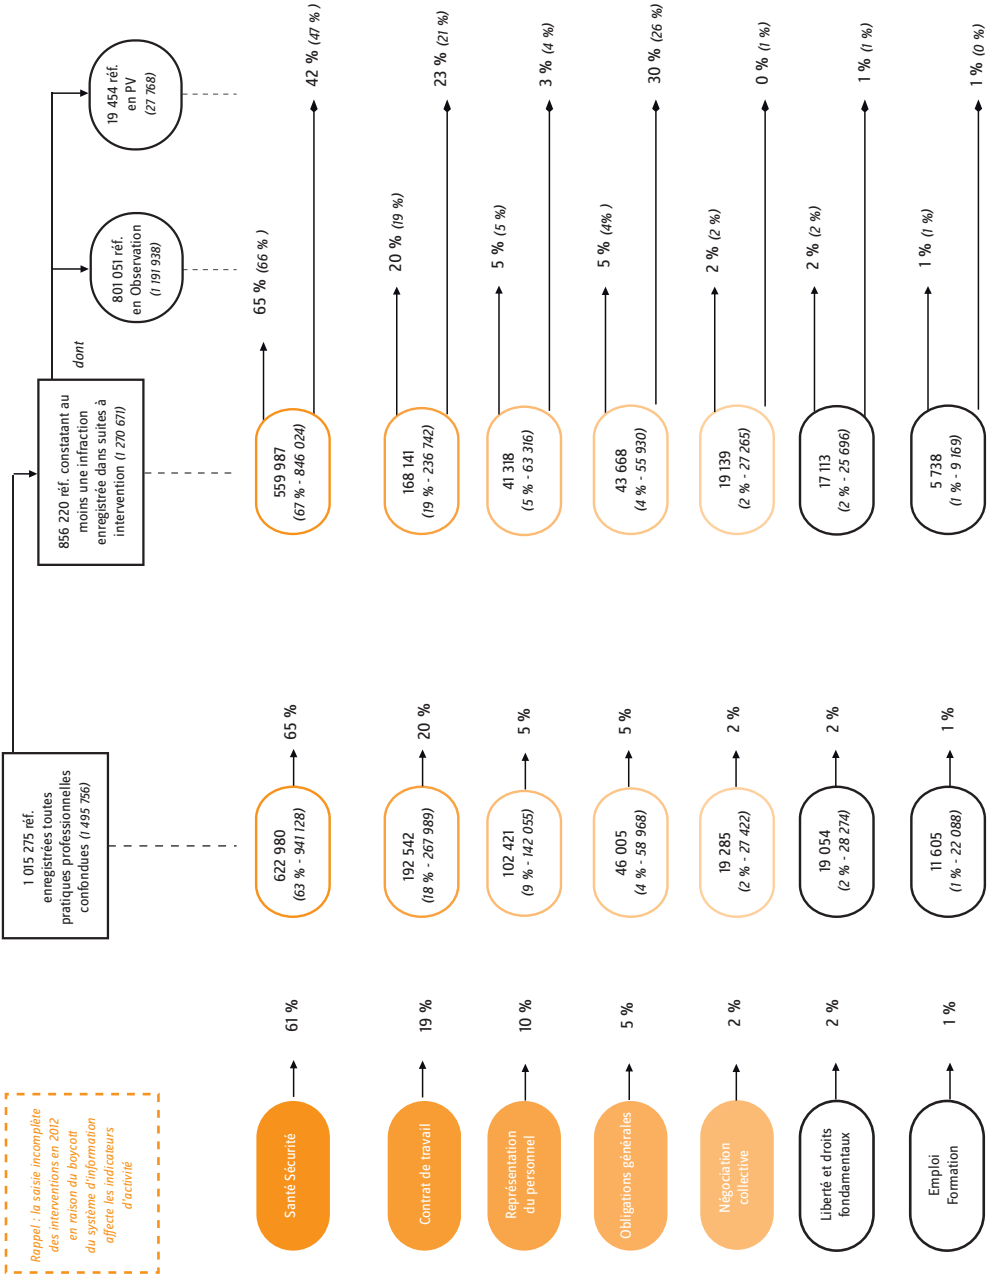 Rappel : la saisie incomplète
des interventions en 2012
en raison du boycott
du système d'information
affecte les indicateurs
d'activité
1 015 275 réf.
enregistrées toutes
pratiques professionnelles
confondues (1 495 756)
856 220 réf. constatant au
moins une infraction
enregistrée dans suites à
intervention (1 270 671)
dont
801 051 réf.
en Observation
(1 191 938)
19 454 réf.
en PV
(27 768)
Santé Sécurité
61 %
622 980
(63 % - 941 128)
65 %
559 987
(67 % - 846 024)
65 % (66 % )
42 % (47 % )
Contrat de travail
19 %
192 542
(18 % - 267 989)
20 %
168 141
(19 % - 236 742)
20 % (19 %)
23 % (21 %)
Représentation
du personnel
10 %
102 421
(9 % - 142 055)
5 %
41 318
(5 % - 63 316)
5 % (5 %)
3 % (4 %)
Obligations générales
5 %
46 005
(4 % - 58 968)
5 %
43 668
(4 % - 55 930)
5 % (4% )
30 % (26 %)
Négociation
collective
2 %
19 285
(2 % - 27 422)
2 %
19 139
(2 % - 27 265)
2 % (2 %)
0 % (1 %)
Liberté et droits
fondamentaux
2 %
19 054
(2 % - 28 274)
2 %
17 113
(2 % - 25 696)
2 % (2 %)
1 % (1 %)
Emploi
Formation
1 %
11 605
(1 % - 22 088)
1 %
5 738
(1 % - 9 169)
1 % (1 %)
1 % (0 %)